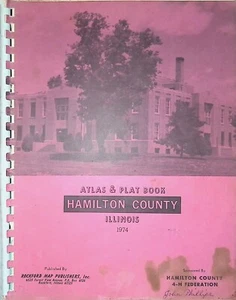 ATLAS & PLAT BOOK
HAMILTON COUNTY
ILLINOIS
1974
Published By
ROCKFORD MAP PUBLISHERS, Inc.
Sponsored By
HAMILTON COUNTY
4-H FEDERATION